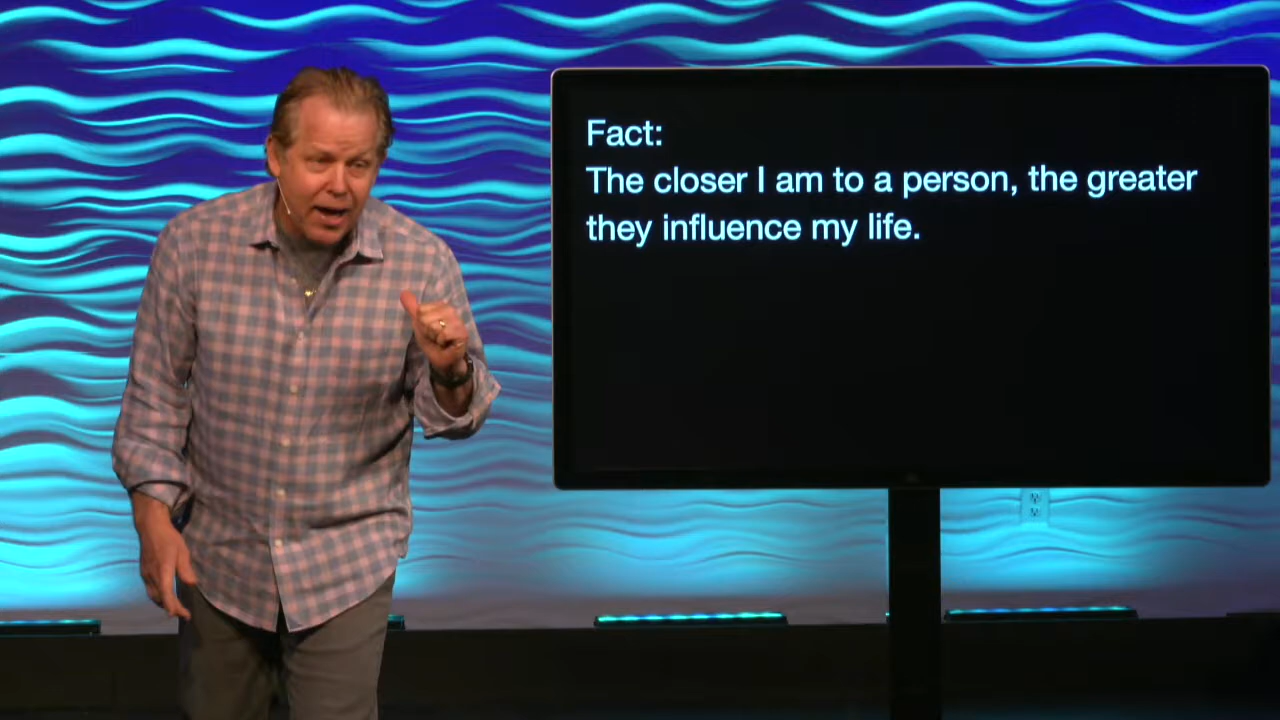 Fact:
The closer I am to a person, the greater
they influence my life.